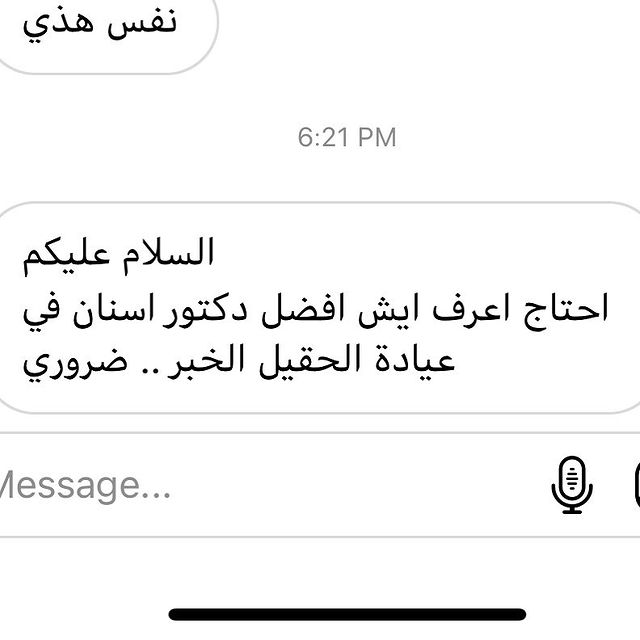 نفس هذي
6:21 PM
السلام عليكم
احتاج اعرف ايش افضل دكتور اسنان في
عيادة الحقيل الخبر .. ضروري
Message...